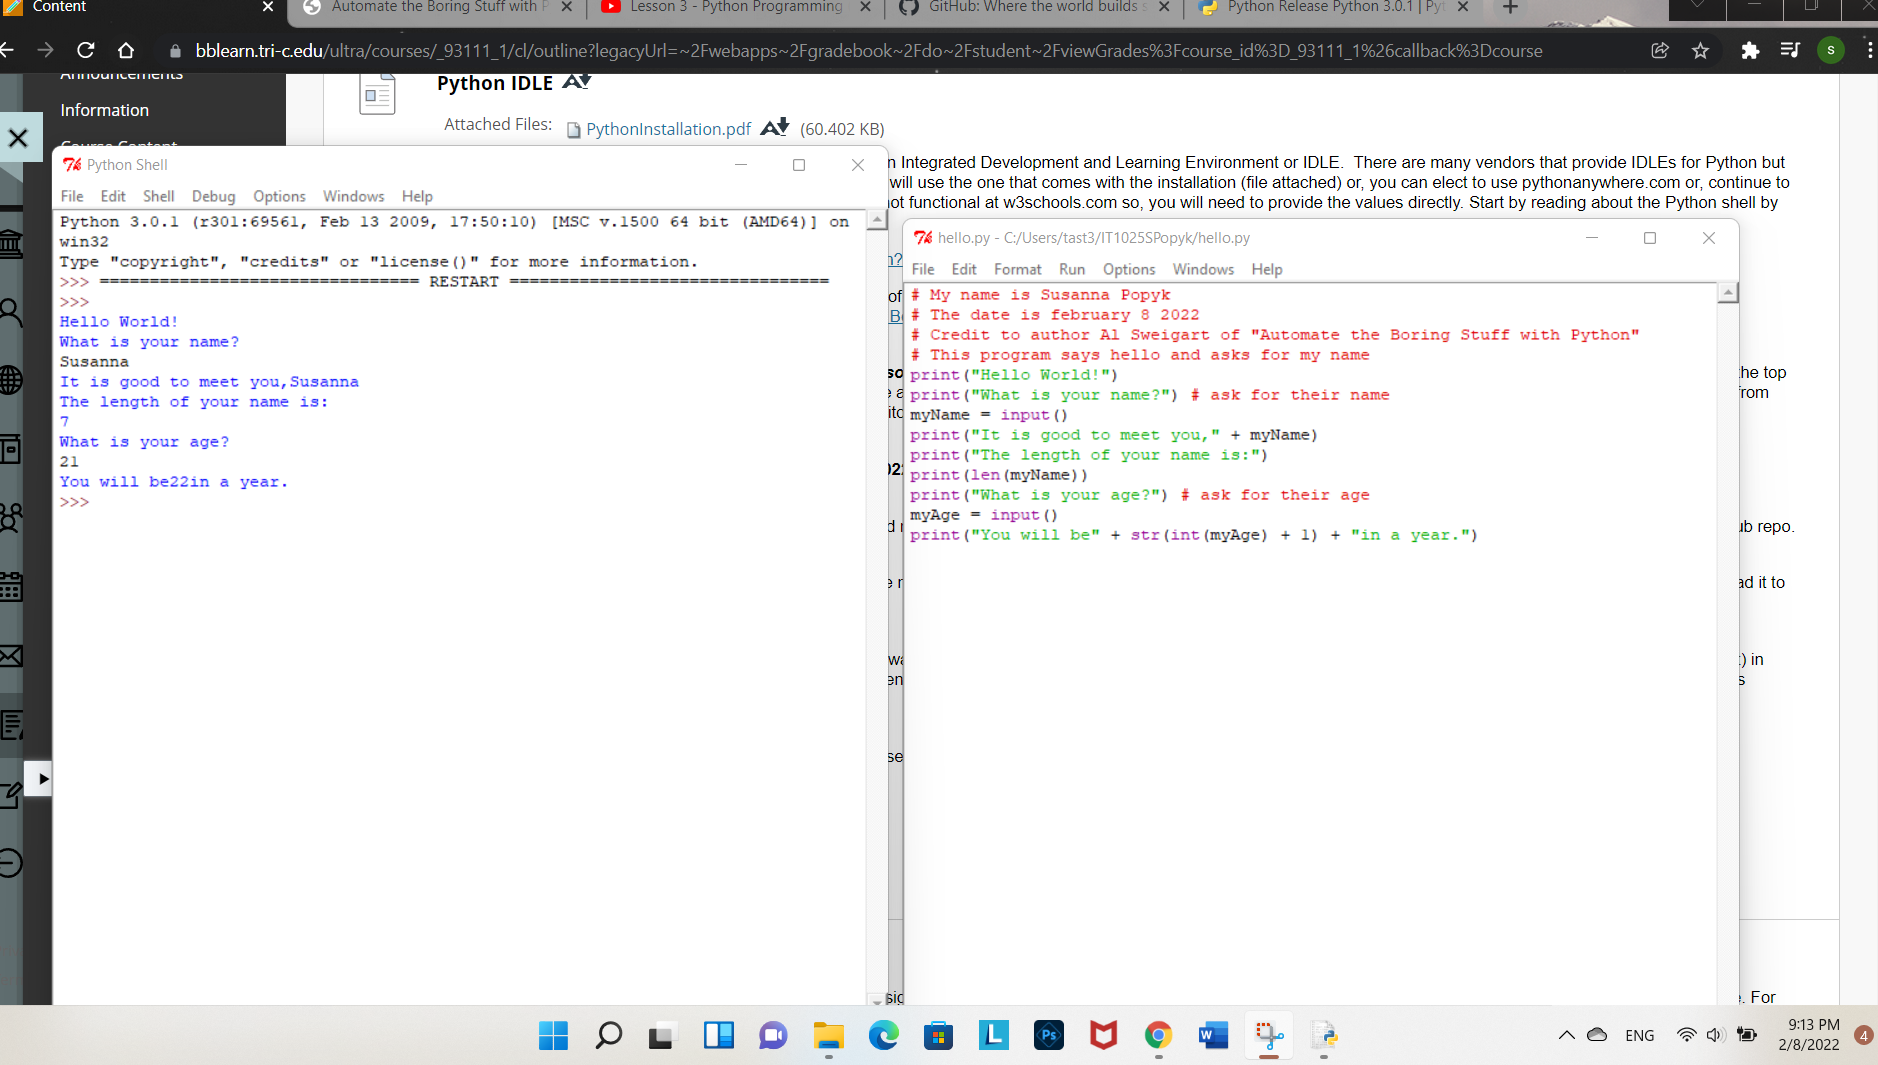 Content
Automate the Boring Stuff with P
Lesson 3 - Python Programming
GitHub: Where the world builds s
Python Release Python 3.0.1 | Pyt
bblearn.tri-c.edu/ultra/courses/_93111_1/cl/outline?legacyUrl=~2Fwebapps~2Fgradebook~2Fdo~2Fstudent~2FviewGrades%3Fcourse_id%3D_93111_1%26callback%3Dcourse
S
Announcements
Information
Course Content
Python IDLE
Attached Files: PythonInstallation.pdf (60.402 KB)
n Integrated Development and Learning Environment or IDLE. There are many vendors that provide IDLEs for Python but
will use the one that comes with the installation (file attached) or, you can elect to use pythonanywhere.com or, continue to
ot functional at w3schools.com so, you will need to provide the values directly. Start by reading about the Python shell by
n?
of
Be
he top
from
022
d r
ub repo.
ad it to
wa
) in
en
s
se
sig
e. For
Python Shell
File Edit Shell Debug Options Windows Help
Python 3.0.1 (r301:69561, Feb 13 2009, 17:50:10) [MSC v.1500 64 bit (AMD64)] on
win32
Type "copyright", "credits" or "license()" for more information.
>>> ================================ RESTART ================================
>>>
Hello World!
What is your name?
Susanna
It is good to meet you,Susanna
The length of your name is:
7
What is your age?
21
You will be22in a year.
>>>
hello.py - C:/Users/tast3/IT1025SPopyk/hello.py
File Edit Format Run Options Windows Help
# My name is Susanna Popyk
# The date is february 8 2022
# Credit to author Al Sweigart of "Automate the Boring Stuff with Python"
# This program says hello and asks for my name
print("Hello World!")
print("What is your name?") # ask for their name
myName = input()
print("It is good to meet you," + myName)
print("The length of your name is:")
print(len(myName))
print("What is your age?") # ask for their age
myAge = input()
print("You will be" + str(int(myAge) + 1) + "in a year.")
L
Ps
W
ENG
9:13 PM
2/8/2022
4